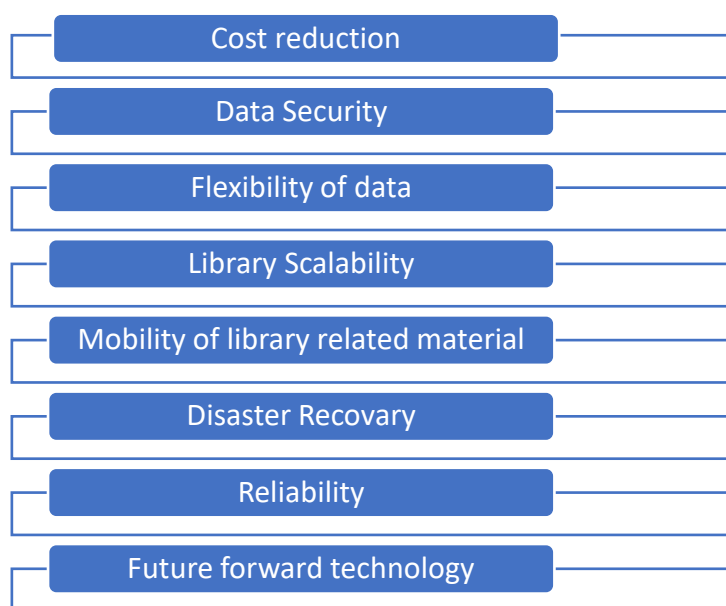 Cost reduction
Data Security
Flexibility of data
Library Scalability
Mobility of library related material
Disaster Recovary
Reliability
Future forward technology